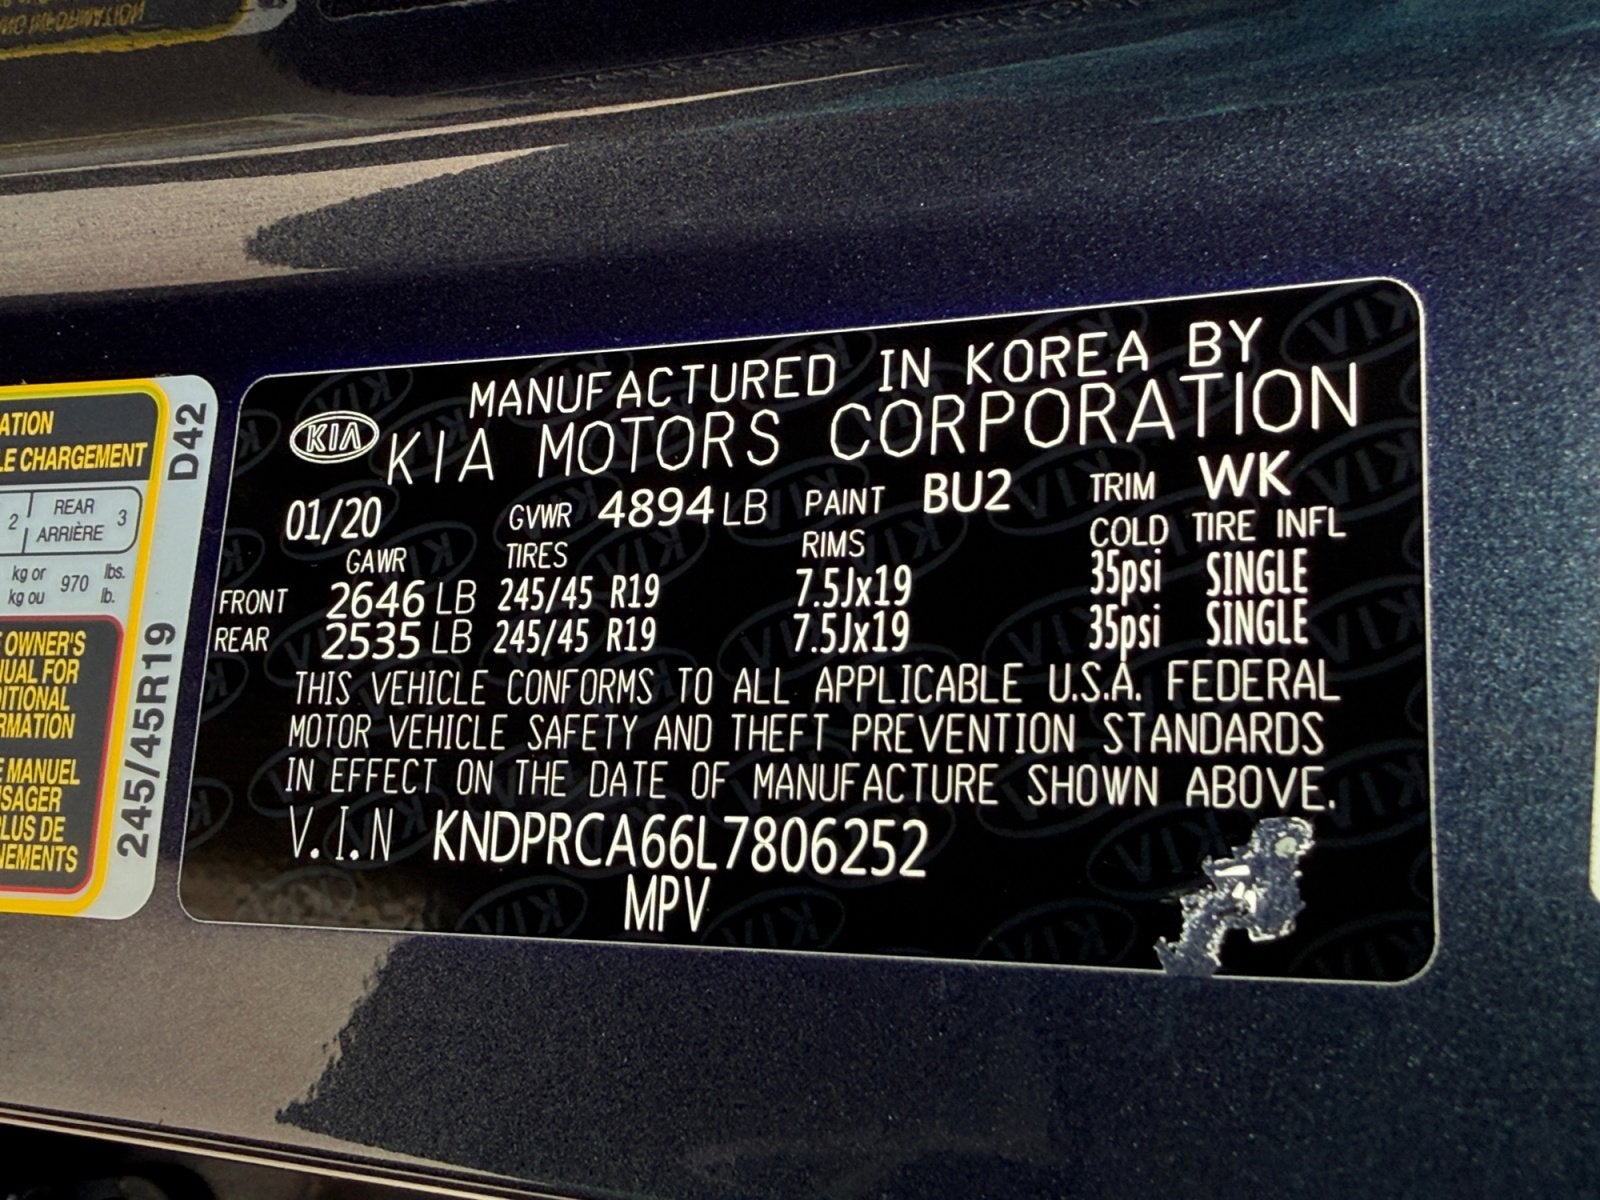 MANUFACTURED IN KOREA BY
KIA KIA MOTORS CORPORATION
01/20 GVWR 4894 LB PAINT BU2 TRIM WK
GAWR TIRES RIMS COLD TIRE INFL
FRONT 2646 LB 245/45 R19 7.5Jx19 35psi SINGLE
REAR 2535 LB 245/45 R19 7.5Jx19 35psi SINGLE
THIS VEHICLE CONFORMS TO ALL APPLICABLE U.S.A. FEDERAL
MOTOR VEHICLE SAFETY AND THEFT PREVENTION STANDARDS
IN EFFECT ON THE DATE OF MANUFACTURE SHOWN ABOVE.
V.I.N KNDPRCA66L7806252
MPV
ATION
LE CHARGEMENT
2 REAR 3
ARRIÈRE
kg or 970 lbs.
kg ou lb.
OWNER'S
NUAL FOR
DITIONAL
RMATION
MANUEL
USAGER
PLUS DE
NEMENTS
D42
245/45R19